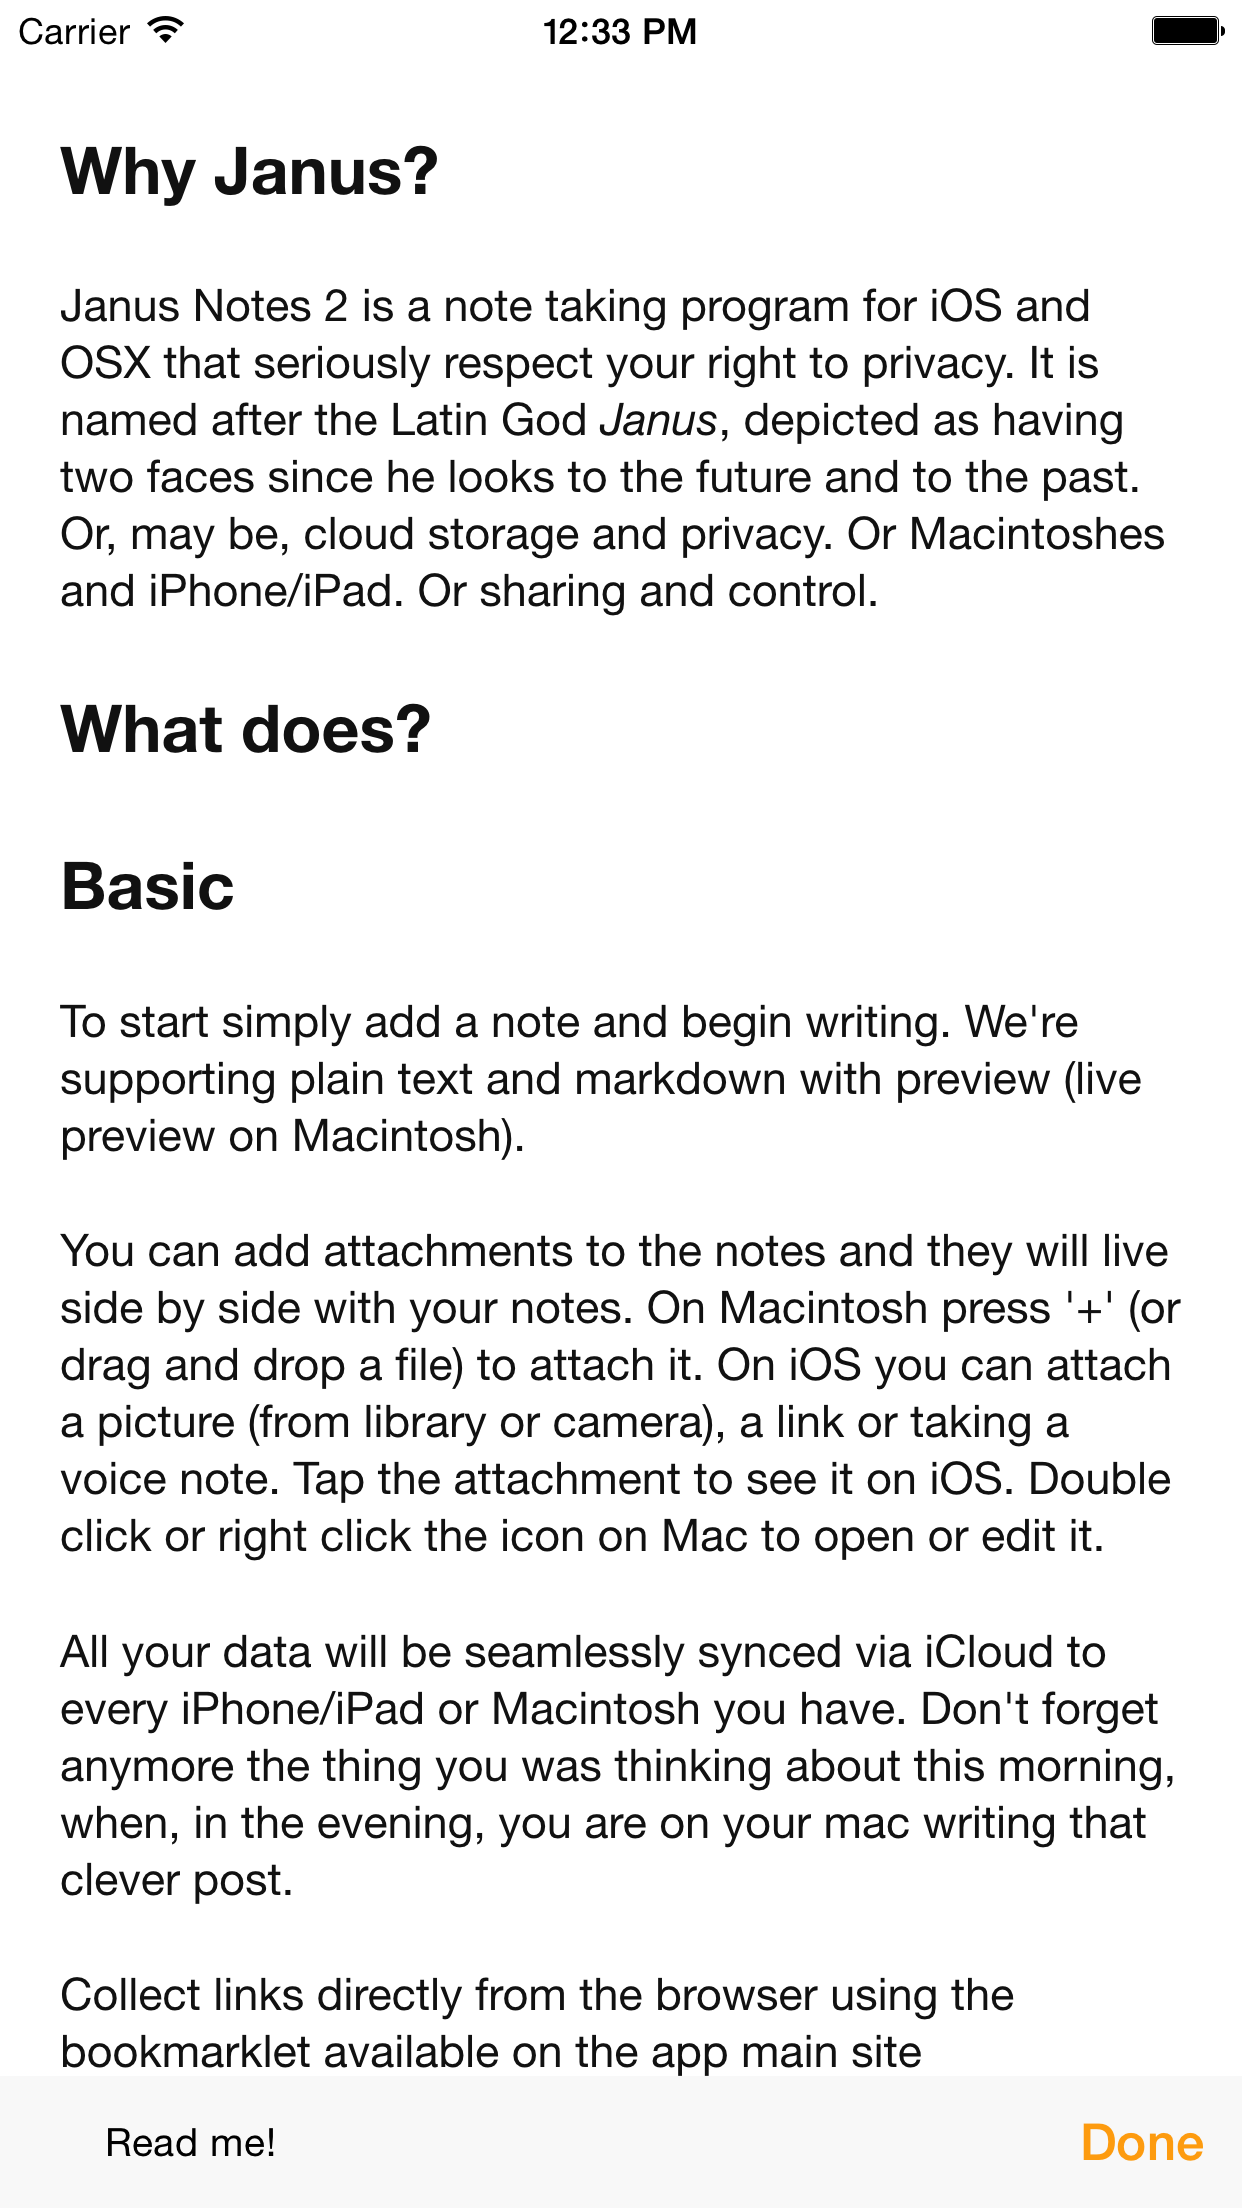 Carrier 12:33 PM
Why Janus?
Janus Notes 2 is a note taking program for iOS and
OSX that seriously respect your right to privacy. It is
named after the Latin God Janus, depicted as having
two faces since he looks to the future and to the past.
Or, may be, cloud storage and privacy. Or Macintoshes
and iPhone/iPad. Or sharing and control.
What does?
Basic
To start simply add a note and begin writing. We're
supporting plain text and markdown with preview (live
preview on Macintosh).
You can add attachments to the notes and they will live
side by side with your notes. On Macintosh press '+' (or
drag and drop a file) to attach it. On iOS you can attach
a picture (from library or camera), a link or taking a
voice note. Tap the attachment to see it on iOS. Double
click or right click the icon on Mac to open or edit it.
All your data will be seamlessly synced via iCloud to
every iPhone/iPad or Macintosh you have. Don't forget
anymore the thing you was thinking about this morning,
when, in the evening, you are on your mac writing that
clever post.
Collect links directly from the browser using the
bookmarklet available on the app main site
Read me! Done